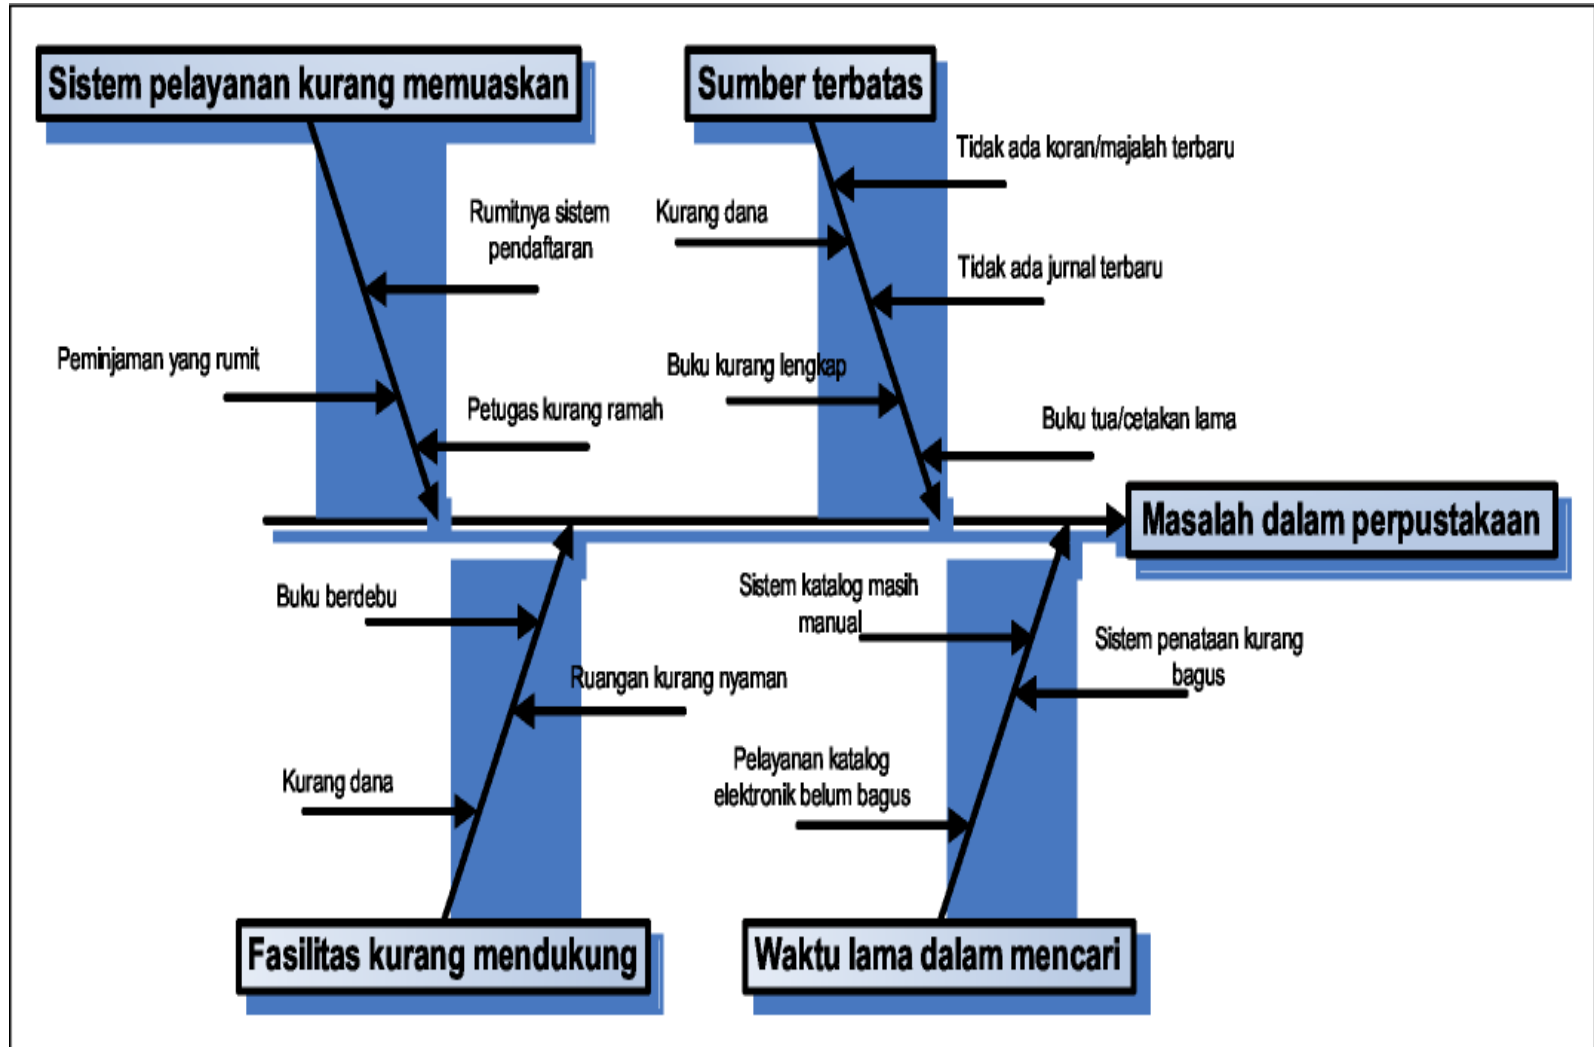 Sistem pelayanan kurang memuaskan
Sumber terbatas
Tidak ada koran/majalah terbaru
Rumitnya sistem
pendaftaran
Kurang dana
Tidak ada jurnal terbaru
Peminjaman yang rumit
Buku kurang lengkap
Petugas kurang ramah
Buku tua/cetakan lama
Masalah dalam perpustakaan
Buku berdebu
Sistem katalog masih
manual
Sistem penataan kurang
bagus
Ruangan kurang nyaman
Kurang dana
Pelayanan katalog
elektronik belum bagus
Fasilitas kurang mendukung
Waktu lama dalam mencari